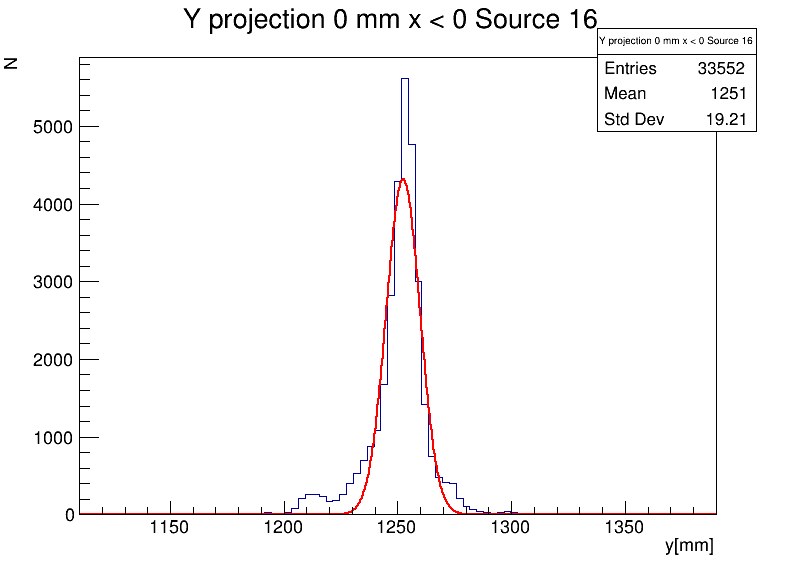 Y projection 0 mm x < 0 Source 16
Y projection 0 mm x < 0 Source 16
Entries 33552
Mean 1251
Std Dev 19.21
N
5000
4000
3000
2000
1000
0
1150 1200 1250 1300 1350
y[mm]